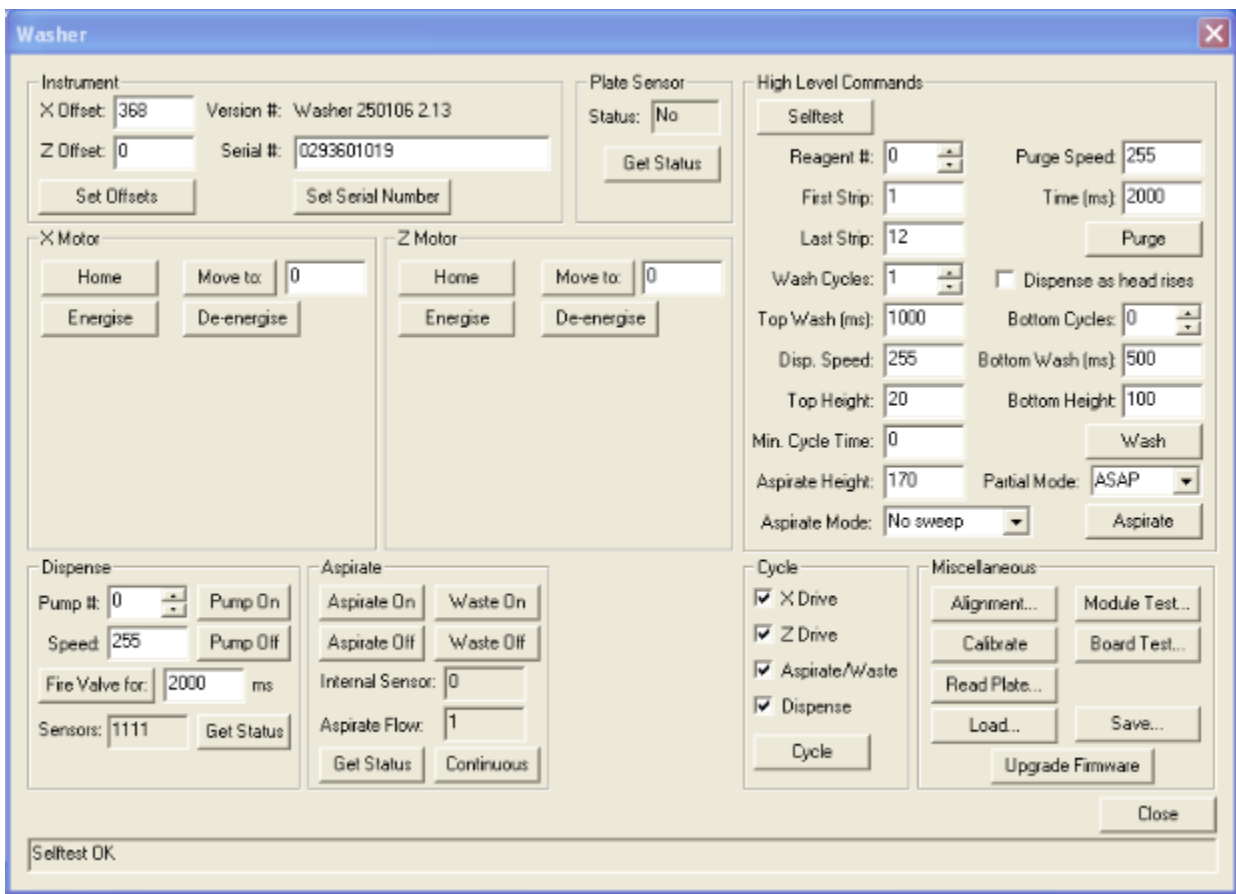 Washer
Instrument
X Offset: 368 Version #: Washer 250106 2.13
Z Offset: 0 Serial #: 0293601019
Set Offsets Set Serial Number
Plate Sensor
Status: No
Get Status
X Motor
Home Move to: 0
Energise De-energise
Z Motor
Home Move to: 0
Energise De-energise
High Level Commands
Selftest
Reagent #: 0 Purge Speed: 255
First Strip: 1 Time (ms): 2000
Last Strip: 12 Purge
Wash Cycles: 1 Dispense as head rises
Top Wash (ms): 1000 Bottom Cycles: 0
Disp. Speed: 255 Bottom Wash (ms): 500
Top Height: 20 Bottom Height: 100
Min. Cycle Time: 0 Wash
Aspirate Height: 170 Partial Mode: ASAP
Aspirate Mode: No sweep Aspirate
Dispense
Pump #: 0 Pump On
Speed: 255 Pump Off
Fire Valve for: 2000 ms
Sensors: 1111 Get Status
Aspirate
Aspirate On Waste On
Aspirate Off Waste Off
Internal Sensor: 0
Aspirate Flow: 1
Get Status Continuous
Cycle
X Drive
Z Drive
Aspirate/Waste
Dispense
Cycle
Miscellaneous
Alignment... Module Test...
Calibrate Board Test...
Read Plate...
Load... Save...
Upgrade Firmware
Close
Selftest OK